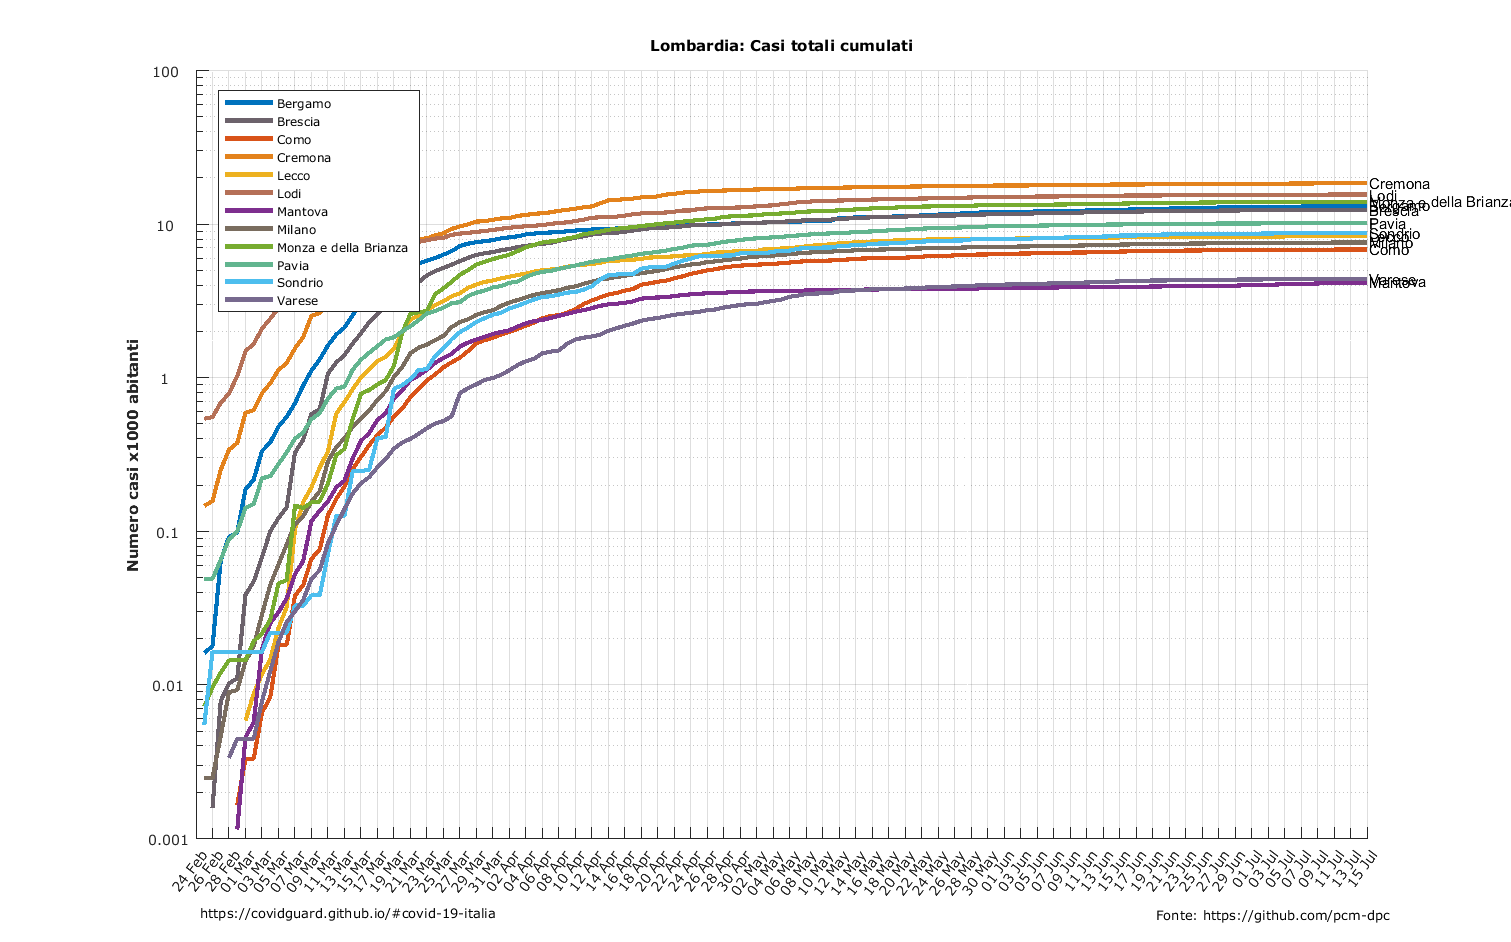 Lombardia: Casi totali cumulati
100
10
1
0.1
0.01
0.001
Numero casi x1000 abitanti
Bergamo
Brescia
Como
Cremona
Lecco
Lodi
Mantova
Milano
Monza e della Brianza
Pavia
Sondrio
Varese
Cremona
Lodi
Monza e della Brianza
Bergamo
Brescia
Pavia
Sondrio
Milano
Como
Varese
Mantova
24 Feb
26 Feb
28 Feb
01 Mar
03 Mar
05 Mar
07 Mar
09 Mar
11 Mar
13 Mar
15 Mar
17 Mar
19 Mar
21 Mar
23 Mar
25 Mar
27 Mar
29 Mar
31 Mar
02 Apr
04 Apr
06 Apr
08 Apr
10 Apr
12 Apr
14 Apr
16 Apr
18 Apr
20 Apr
22 Apr
24 Apr
26 Apr
28 Apr
30 Apr
02 May
04 May
06 May
08 May
10 May
12 May
14 May
16 May
18 May
20 May
22 May
24 May
26 May
28 May
30 May
01 Jun
03 Jun
05 Jun
07 Jun
09 Jun
11 Jun
13 Jun
15 Jun
17 Jun
19 Jun
21 Jun
23 Jun
25 Jun
27 Jun
29 Jun
01 Jul
03 Jul
05 Jul
07 Jul
09 Jul
11 Jul
13 Jul
15 Jul
https://covidguard.github.io/#covid-19-italia
Fonte: https://github.com/pcm-dpc